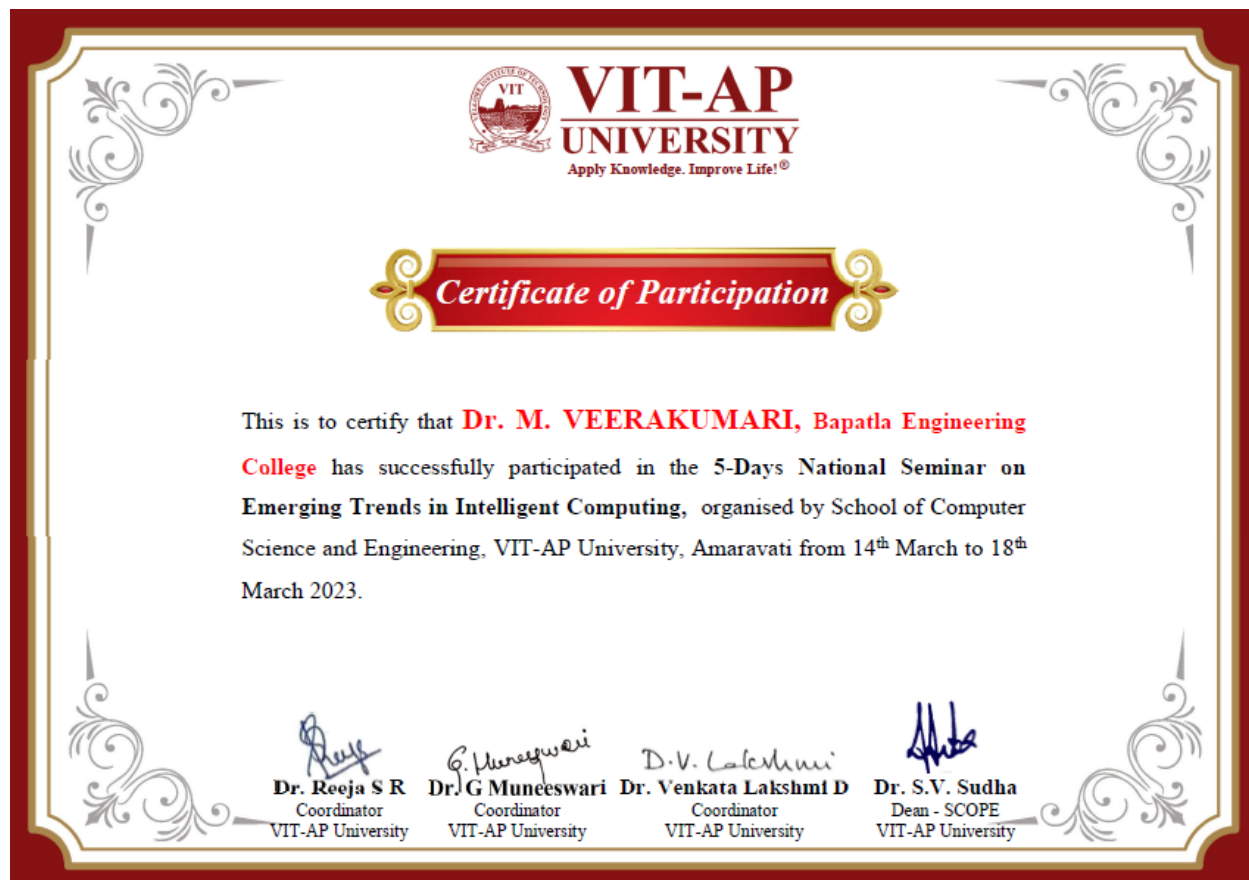 VIT
VIT-AP
UNIVERSITY
Apply Knowledge. Improve Life!®
Certificate of Participation
This is to certify that Dr. M. VEERAKUMARI, Bapatla Engineering
College has successfully participated in the 5-Days National Seminar on
Emerging Trends in Intelligent Computing, organised by School of Computer
Science and Engineering, VIT-AP University, Amaravati from 14th March to 18th
March 2023.
G. Muneeswari D.V. Lakshmi
Dr. Reeja S R Dr. G Muneeswari Dr. Venkata Lakshmi D Dr. S.V. Sudha
Coordinator Coordinator Coordinator Dean - SCOPE
VIT-AP University VIT-AP University VIT-AP University VIT-AP University